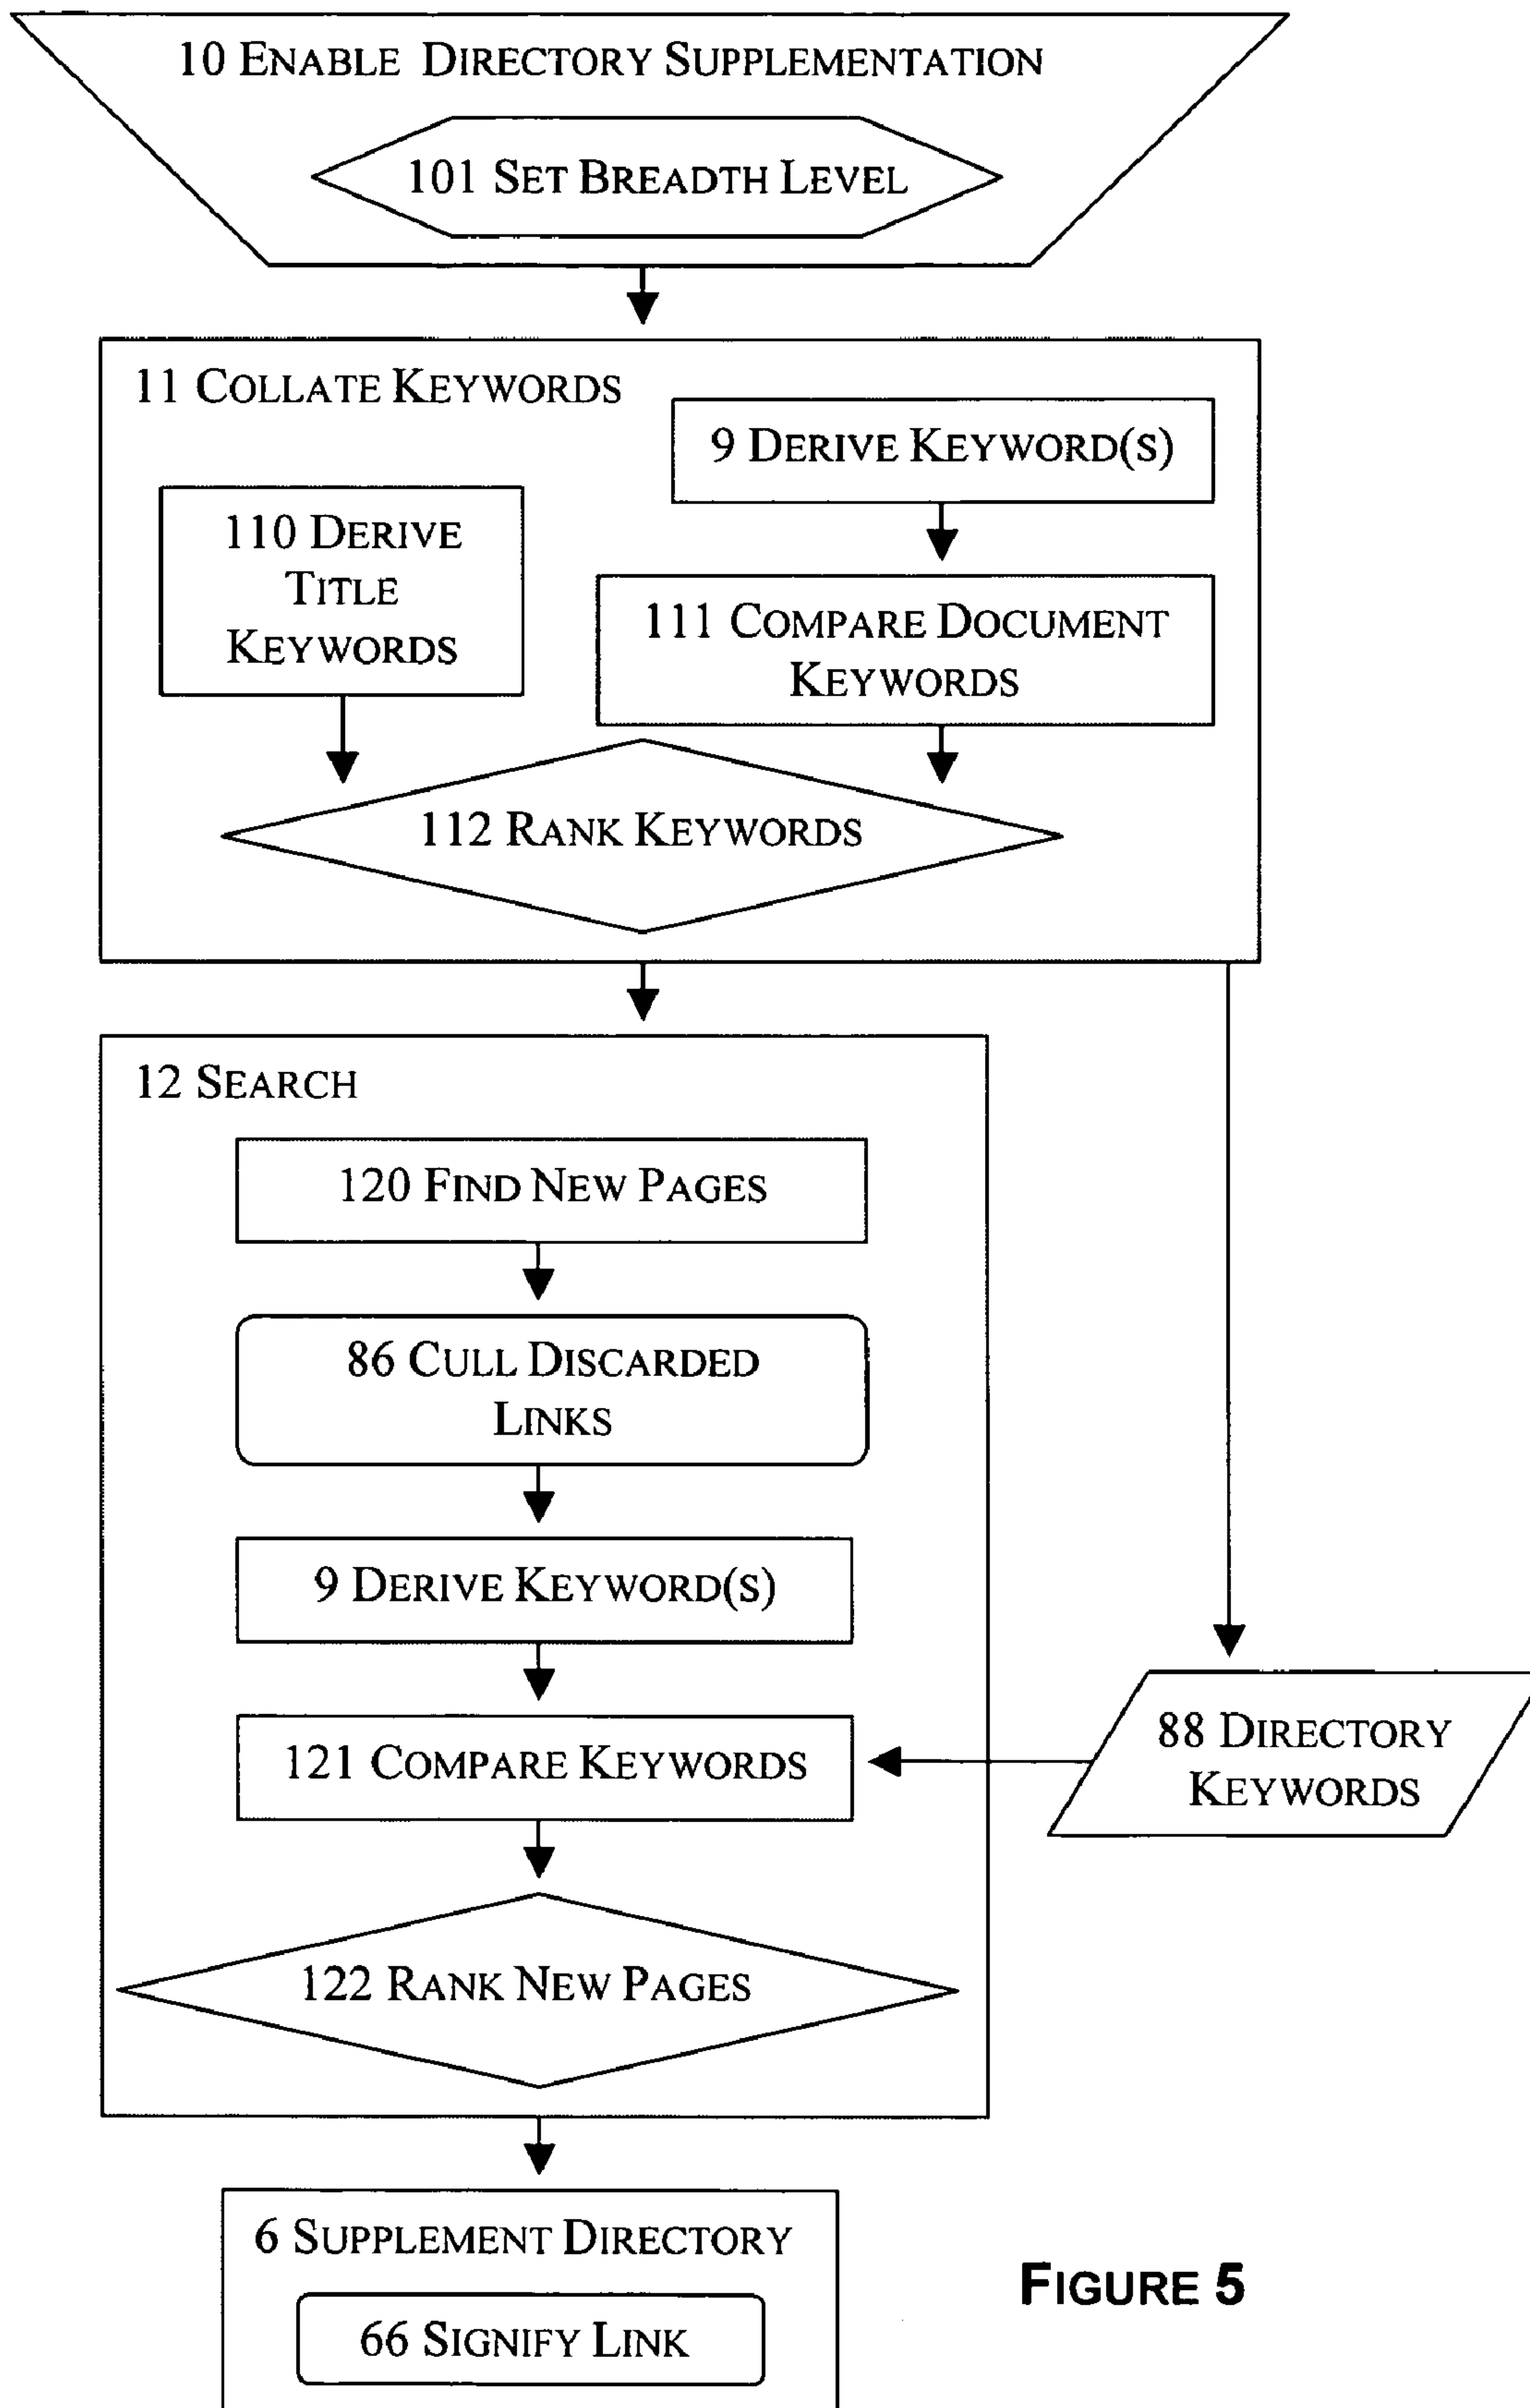 10 ENABLE DIRECTORY SUPPLEMENTATION
101 SET BREADTH LEVEL
11 COLLATE KEYWORDS
9 DERIVE KEYWORD(S)
110 DERIVE
TITLE
KEYWORDS
111 COMPARE DOCUMENT
KEYWORDS
112 RANK KEYWORDS
12 SEARCH
120 FIND NEW PAGES
86 CULL DISCARDED
LINKS
9 DERIVE KEYWORD(S)
121 COMPARE KEYWORDS
88 DIRECTORY
KEYWORDS
122 RANK NEW PAGES
6 SUPPLEMENT DIRECTORY
66 SIGNIFY LINK
FIGURE 5